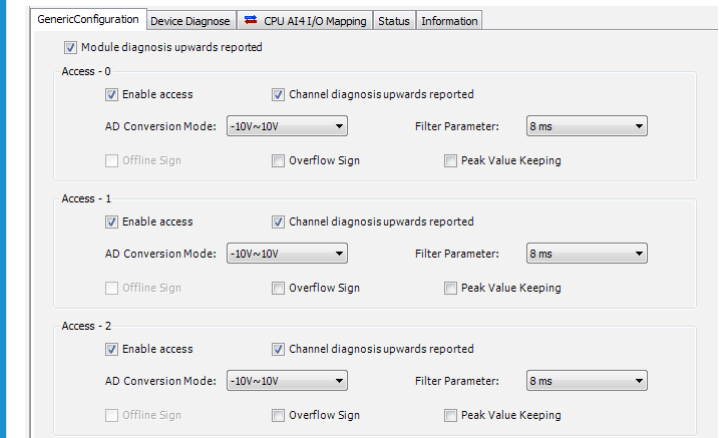 GenericConfiguration Device Diagnose CPU AI4 I/O Mapping Status Information
Module diagnosis upwards reported
Access - 0
Enable access Channel diagnosis upwards reported
AD Conversion Mode: -10V~10V Filter Parameter: 8 ms
Offline Sign Overflow Sign Peak Value Keeping
Access - 1
Enable access Channel diagnosis upwards reported
AD Conversion Mode: -10V~10V Filter Parameter: 8 ms
Offline Sign Overflow Sign Peak Value Keeping
Access - 2
Enable access Channel diagnosis upwards reported
AD Conversion Mode: -10V~10V Filter Parameter: 8 ms
Offline Sign Overflow Sign Peak Value Keeping